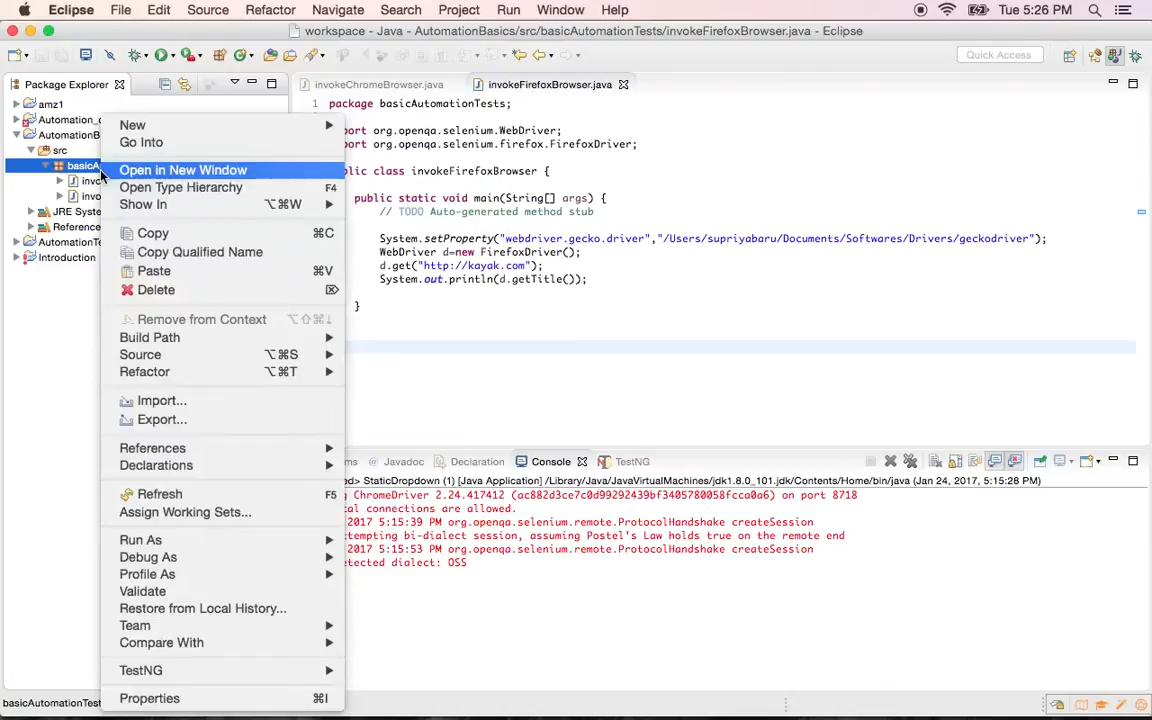 Eclipse File Edit Source Refactor Navigate Search Project Run Window Help Tue 5:26 PM
workspace - Java - AutomationBasics/src/basicAutomationTests/invokeFirefoxBrowser.java - Eclipse
Quick Access
Package Explorer
invokeChromeBrowser.java
invokeFirefoxBrowser.java
amz1
Automation_
AutomationB
src
basicA
invo
invo
JRE Syste
Reference
AutomationTe
Introduction
New
Go Into
Open in New Window
Open Type Hierarchy F4
Show In ⌥⌘W
Copy ⌘C
Copy Qualified Name
Paste ⌘V
Delete ⌦
Remove from Context ⌥⇧⌘↓
Build Path
Source ⌥⌘S
Refactor ⌥⌘T
Import...
Export...
References
Declarations
Refresh F5
Assign Working Sets...
Run As
Debug As
Profile As
Validate
Restore from Local History...
Team
Compare With
TestNG
Properties ⌘I
1 package basicAutomationTests;
port org.openqa.selenium.WebDriver;
port org.openqa.selenium.firefox.FirefoxDriver;
blic class invokeFirefoxBrowser {
public static void main(String[] args) {
// TODO Auto-generated method stub
System.setProperty("webdriver.gecko.driver","/Users/supriyabaru/Documents/Softwares/Drivers/geckodriver");
WebDriver d=new FirefoxDriver();
d.get("http://kayak.com");
System.out.println(d.getTitle());
}
ms Javadoc Declaration Console TestNG
ed> StaticDropdown (1) [Java Application] /Library/Java/JavaVirtualMachines/jdk1.8.0_101.jdk/Contents/Home/bin/java (Jan 24, 2017, 5:15:28 PM)
g ChromeDriver 2.24.417412 (ac882d3ce7c0d99292439bf3405780058fcca0a6) on port 8718
cal connections are allowed.
2017 5:15:39 PM org.openqa.selenium.remote.ProtocolHandshake createSession
ttempting bi-dialect session, assuming Postel's Law holds true on the remote end
2017 5:15:53 PM org.openqa.selenium.remote.ProtocolHandshake createSession
etected dialect: OSS
basicAutomationTest